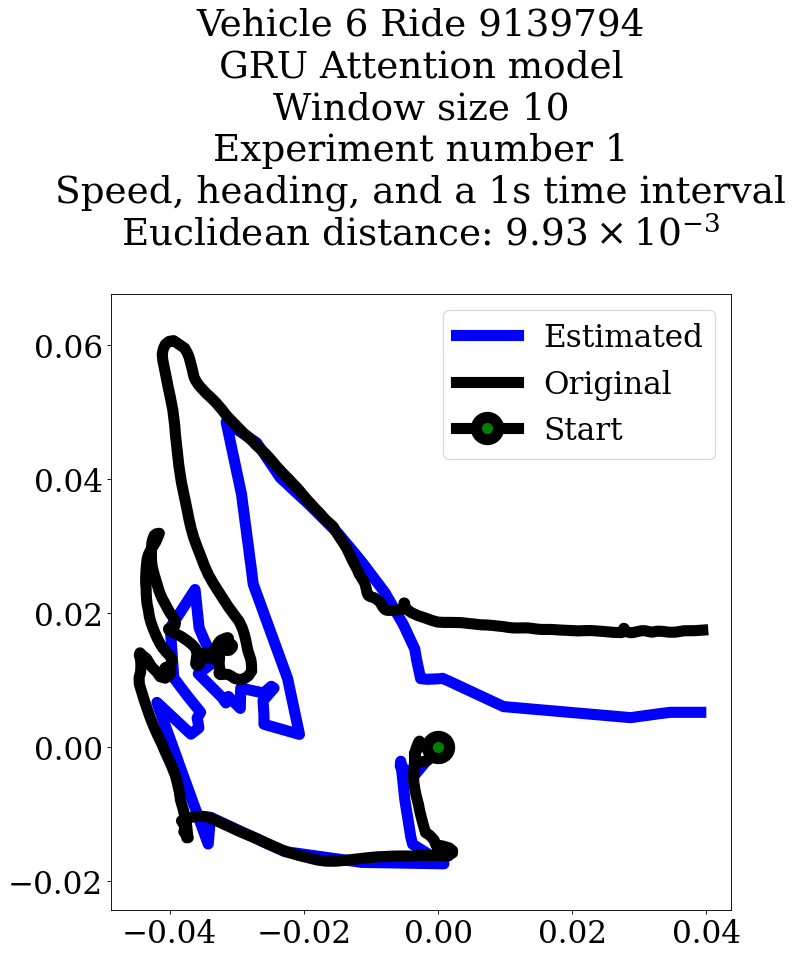 Vehicle 6 Ride 9139794
GRU Attention model
Window size 10
Experiment number 1
Speed, heading, and a 1s time interval
Euclidean distance: 9.93 × 10⁻³
Estimated
Original
Start
0.06
0.04
0.02
0.00
−0.02
−0.04 −0.02 0.00 0.02 0.04